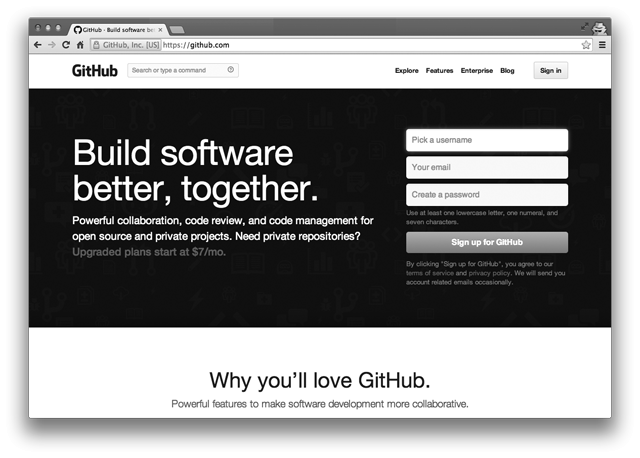 GitHub · Build software bet
GitHub, Inc. [US] https://github.com
GitHub
Search or type a command
Explore Features Enterprise Blog Sign in
Build software
better, together.
Powerful collaboration, code review, and code management for
open source and private projects. Need private repositories?
Upgraded plans start at $7/mo.
Pick a username
Your email
Create a password
Use at least one lowercase letter, one numeral, and
seven characters.
Sign up for GitHub
By clicking "Sign up for GitHub", you agree to our
terms of service and privacy policy. We will send you
account related emails occasionally.
Why you'll love GitHub.
Powerful features to make software development more collaborative.